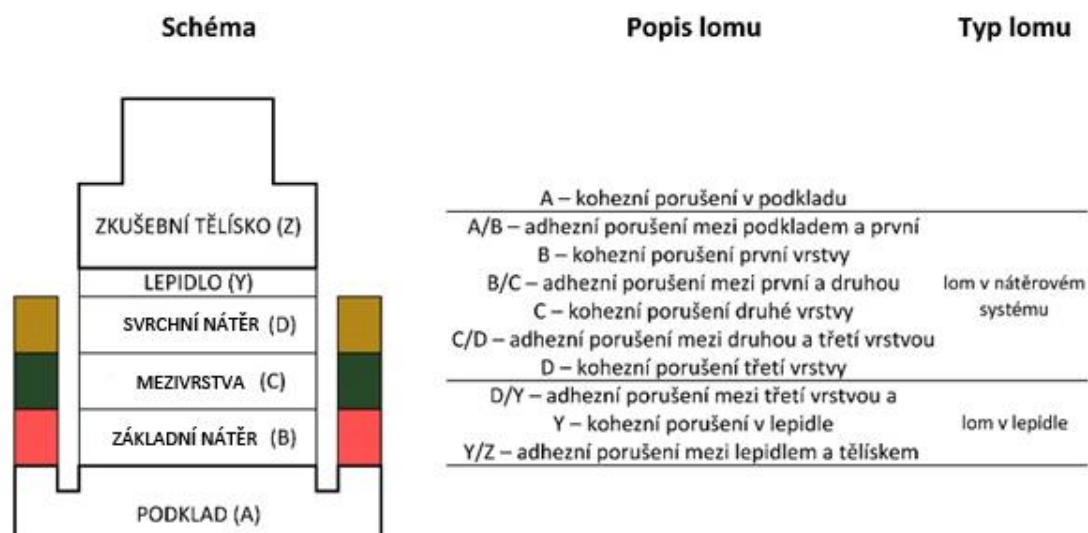 Schéma
Popis lomu
Typ lomu
ZKUŠEBNÍ TĚLÍSKO (Z)
LEPIDLO (Y)
SVRCHNÍ NÁTĚR (D)
MEZIVRSTVA (C)
ZÁKLADNÍ NÁTĚR (B)
PODKLAD (A)
A – kohezní porušení v podkladu
A/B – adhezní porušení mezi podkladem a první
B – kohezní porušení první vrstvy
B/C – adhezní porušení mezi první a druhou
C – kohezní porušení druhé vrstvy
C/D – adhezní porušení mezi druhou a třetí vrstvou
D – kohezní porušení třetí vrstvy
lom v nátěrovém
systému
D/Y – adhezní porušení mezi třetí vrstvou a
Y – kohezní porušení v lepidle
Y/Z – adhezní porušení mezi lepidlem a tělískem
lom v lepidle